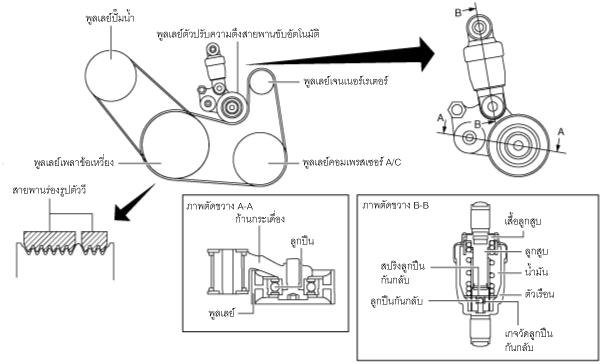 พูลเลย์ปั๊มน้ำ
พูลเลย์ตัวปรับความตึงสายพานขับอัตโนมัติ
B
พูลเลย์เจนเนอร์เรเตอร์
A
B
A
พูลเลย์เพลาข้อเหวี่ยง
พูลเลย์คอมเพรสเซอร์ A/C
สายพานร่องรูปตัววี
ภาพตัดขวาง A-A
ก้านกระเดื่อง
ลูกปืน
พูลเลย์
ภาพตัดขวาง B-B
เสื้อลูกสูบ
ลูกสูบ
สปริงลูกปืน
กันกลับ
น้ำมัน
ตัวเรือน
ลูกปืนกันกลับ
เกจวัดลูกปืน
กันกลับ